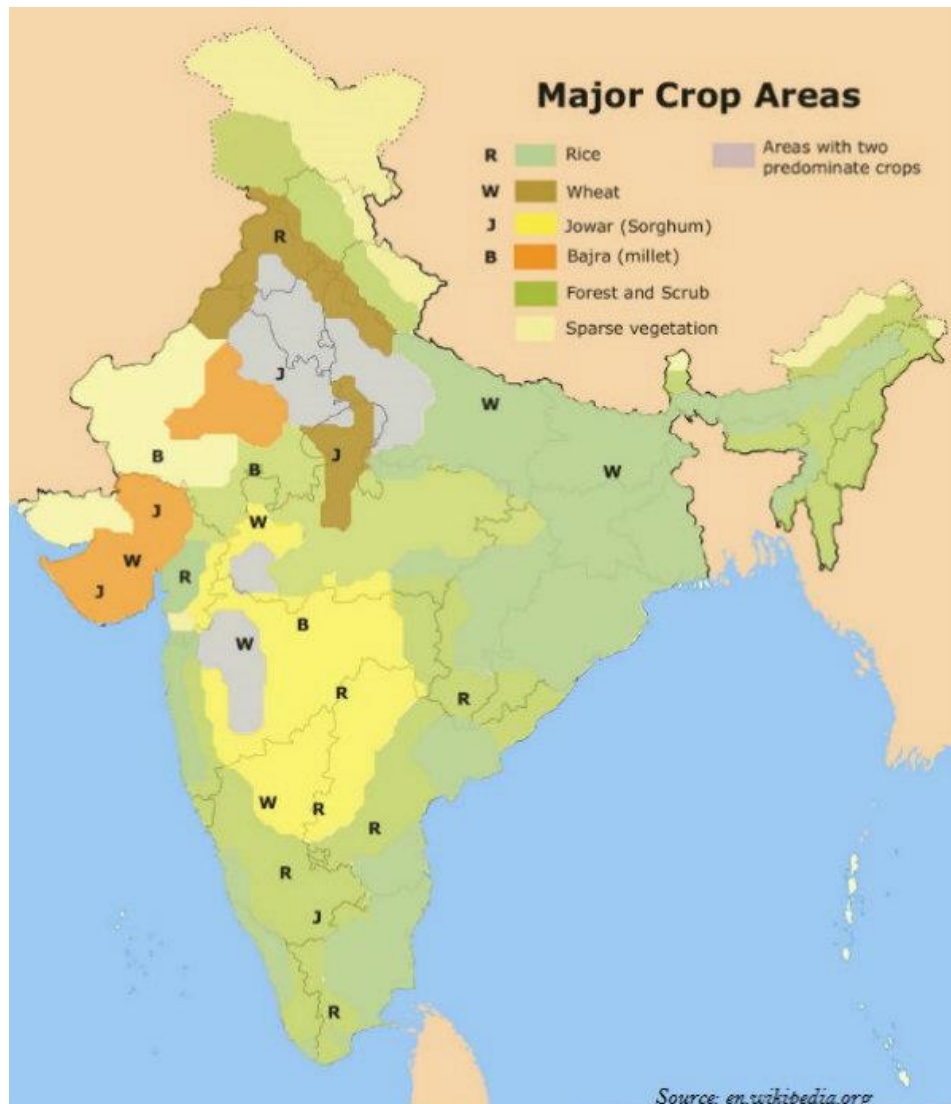 Major Crop Areas
R Rice
W Wheat
J Jowar (Sorghum)
B Bajra (millet)
Forest and Scrub
Sparse vegetation
Areas with two
predominate crops
R
J
W
B
B
J
W
J
W
J
W
R
B
W
R
R
W
R
R
R
J
R
Source: en.wikipedia.org